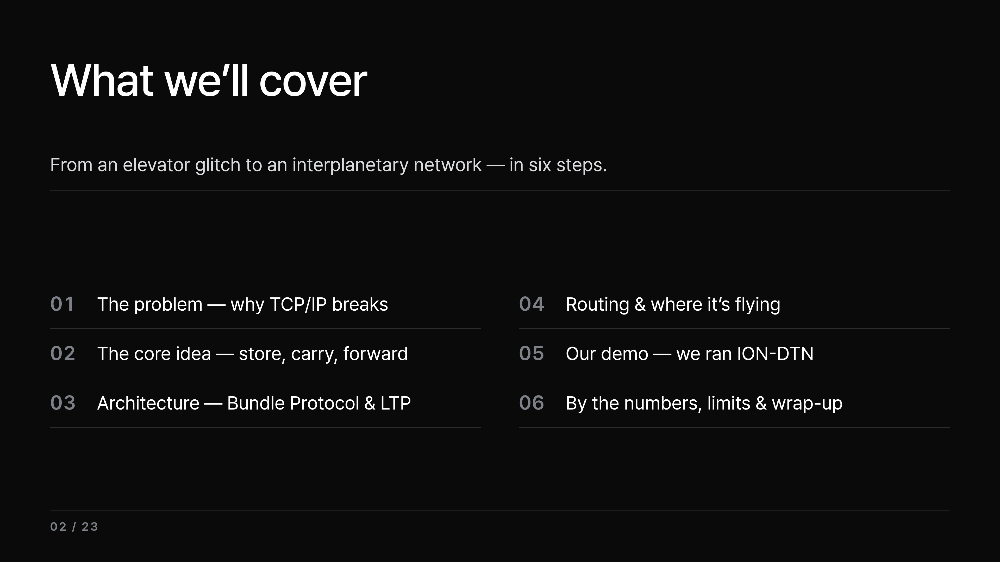 What we’ll cover
From an elevator glitch to an interplanetary network — in six steps.
01 The problem — why TCP/IP breaks
02 The core idea — store, carry, forward
03 Architecture — Bundle Protocol & LTP
04 Routing & where it’s flying
05 Our demo — we ran ION-DTN
06 By the numbers, limits & wrap-up
02 / 23